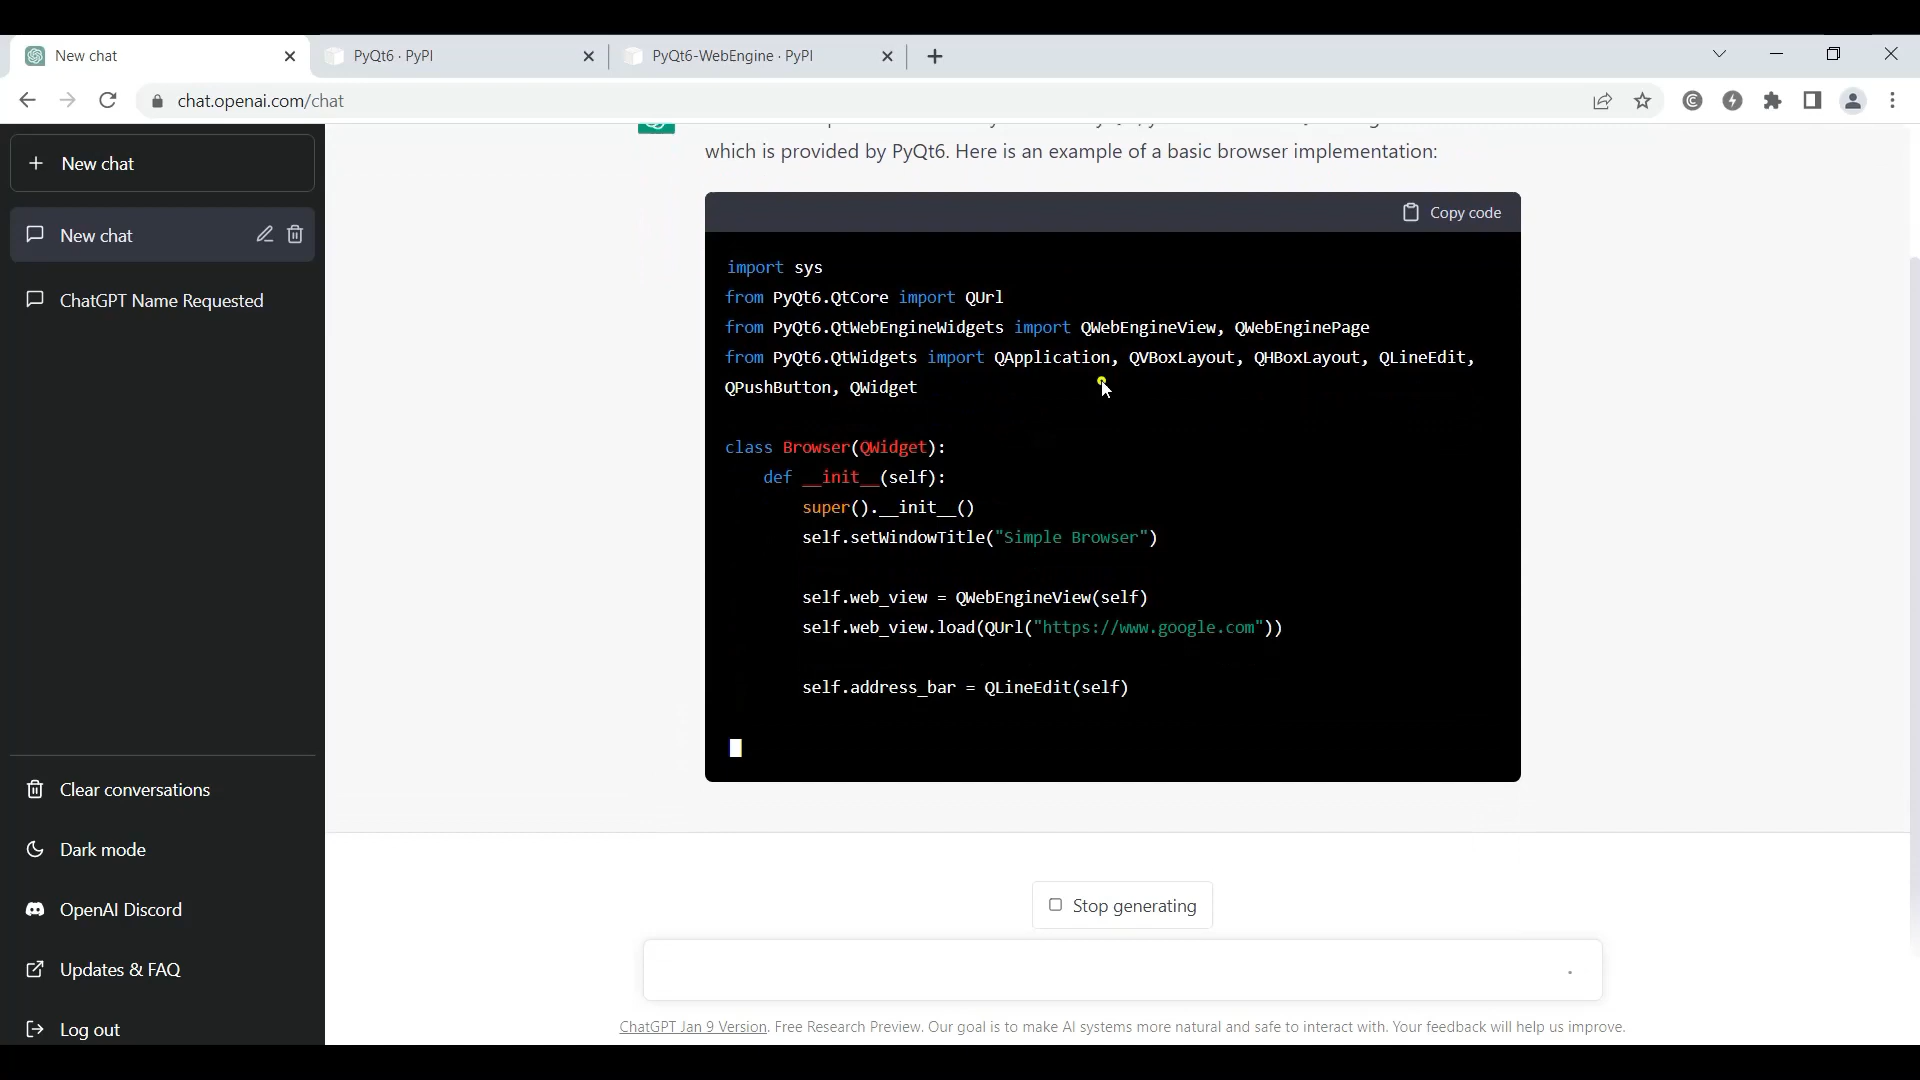 New chat
PyQt6 · PyPI
PyQt6-WebEngine · PyPI
chat.openai.com/chat
New chat
New chat
ChatGPT Name Requested
Clear conversations
Dark mode
OpenAI Discord
Updates & FAQ
Log out
which is provided by PyQt6. Here is an example of a basic browser implementation:
Copy code
import sys
from PyQt6.QtCore import QUrl
from PyQt6.QtWebEngineWidgets import QWebEngineView, QWebEnginePage
from PyQt6.QtWidgets import QApplication, QVBoxLayout, QHBoxLayout, QLineEdit,
QPushButton, QWidget
class Browser(QWidget):
def __init__(self):
super().__init__()
self.setWindowTitle("Simple Browser")
self.web_view = QWebEngineView(self)
self.web_view.load(QUrl("https://www.google.com"))
self.address_bar = QLineEdit(self)
Stop generating
ChatGPT Jan 9 Version. Free Research Preview. Our goal is to make AI systems more natural and safe to interact with. Your feedback will help us improve.